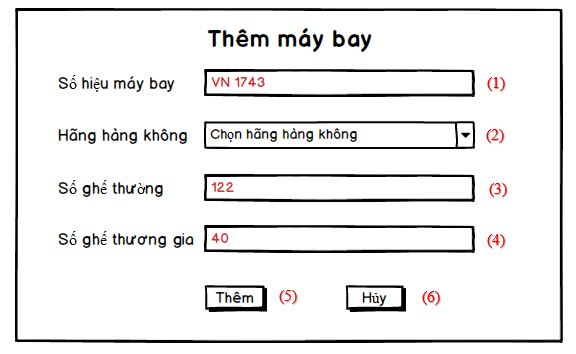 Thêm máy bay
Số hiệu máy bay VN 1743 (1)
Hãng hàng không Chọn hãng hàng không (2)
Số ghế thường 122 (3)
Số ghế thương gia 40 (4)
Thêm (5) Hủy (6)